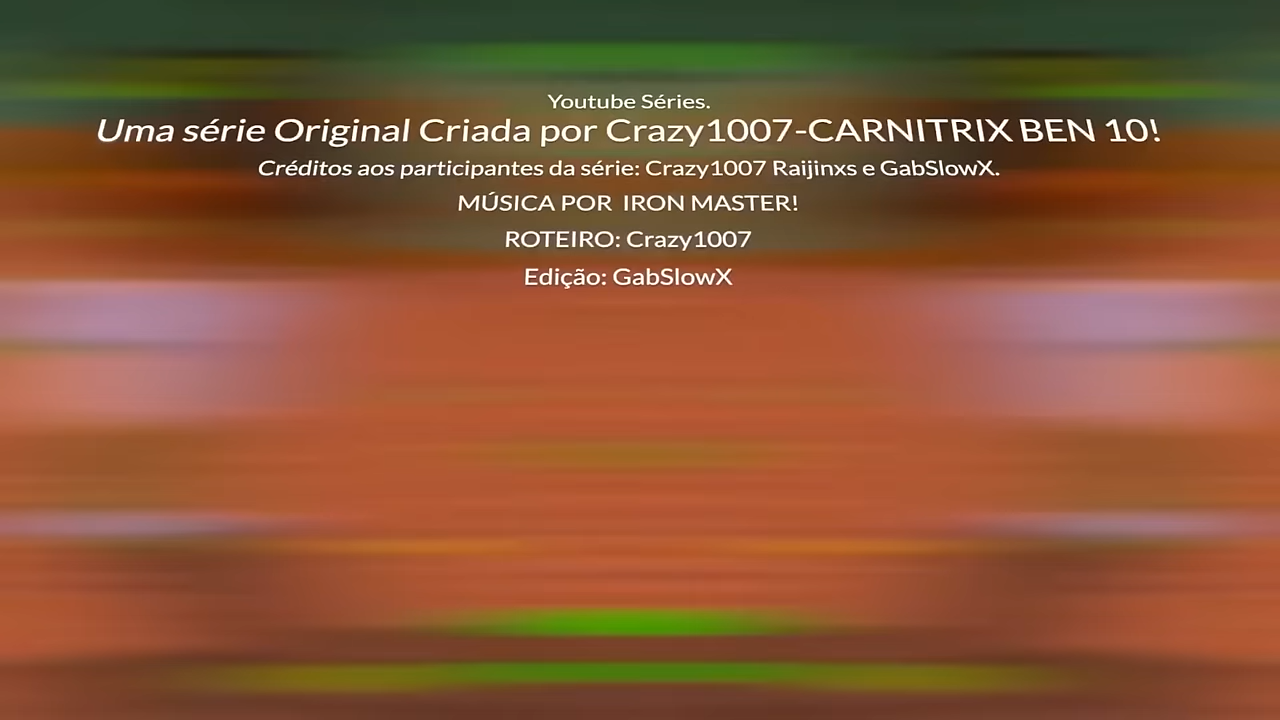 Youtube Séries.
Uma série Original Criada por Crazy1007-CARNITRIX BEN 10!
Créditos aos participantes da série: Crazy1007 Raijinxs e GabSlowX.
MÚSICA POR IRON MASTER!
ROTEIRO: Crazy1007
Edição: GabSlowX